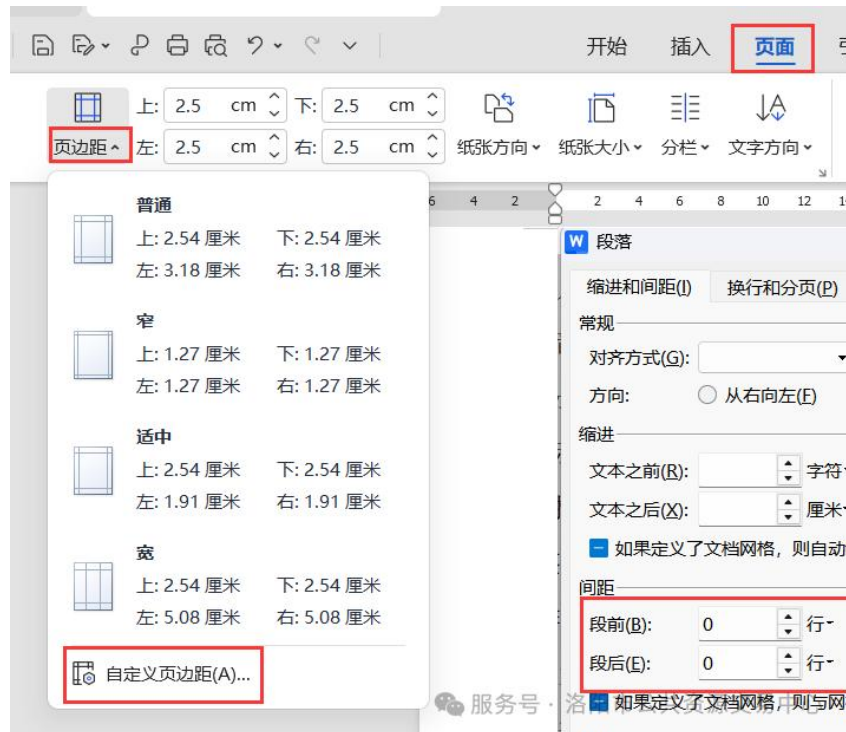 开始 插入 页面
上: 2.5 cm 下: 2.5 cm
页边距 左: 2.5 cm 右: 2.5 cm 纸张方向 纸张大小 分栏 文字方向
6 4 2 2 4 6 8 10 12
普通
上: 2.54 厘米 下: 2.54 厘米
左: 3.18 厘米 右: 3.18 厘米
窄
上: 1.27 厘米 下: 1.27 厘米
左: 1.27 厘米 右: 1.27 厘米
适中
上: 2.54 厘米 下: 2.54 厘米
左: 1.91 厘米 右: 1.91 厘米
宽
上: 2.54 厘米 下: 2.54 厘米
左: 5.08 厘米 右: 5.08 厘米
自定义页边距(A)...
W 段落
缩进和间距(I) 换行和分页(P)
常规
对齐方式(G):
方向: 从右向左(F)
缩进
文本之前(R): 字符
文本之后(X): 厘米
如果定义了文档网格，则自动
间距
段前(B): 0 行
段后(E): 0 行
如果定义了文档网格，则与网
服务号 · 洛阳市公共资源交易中心